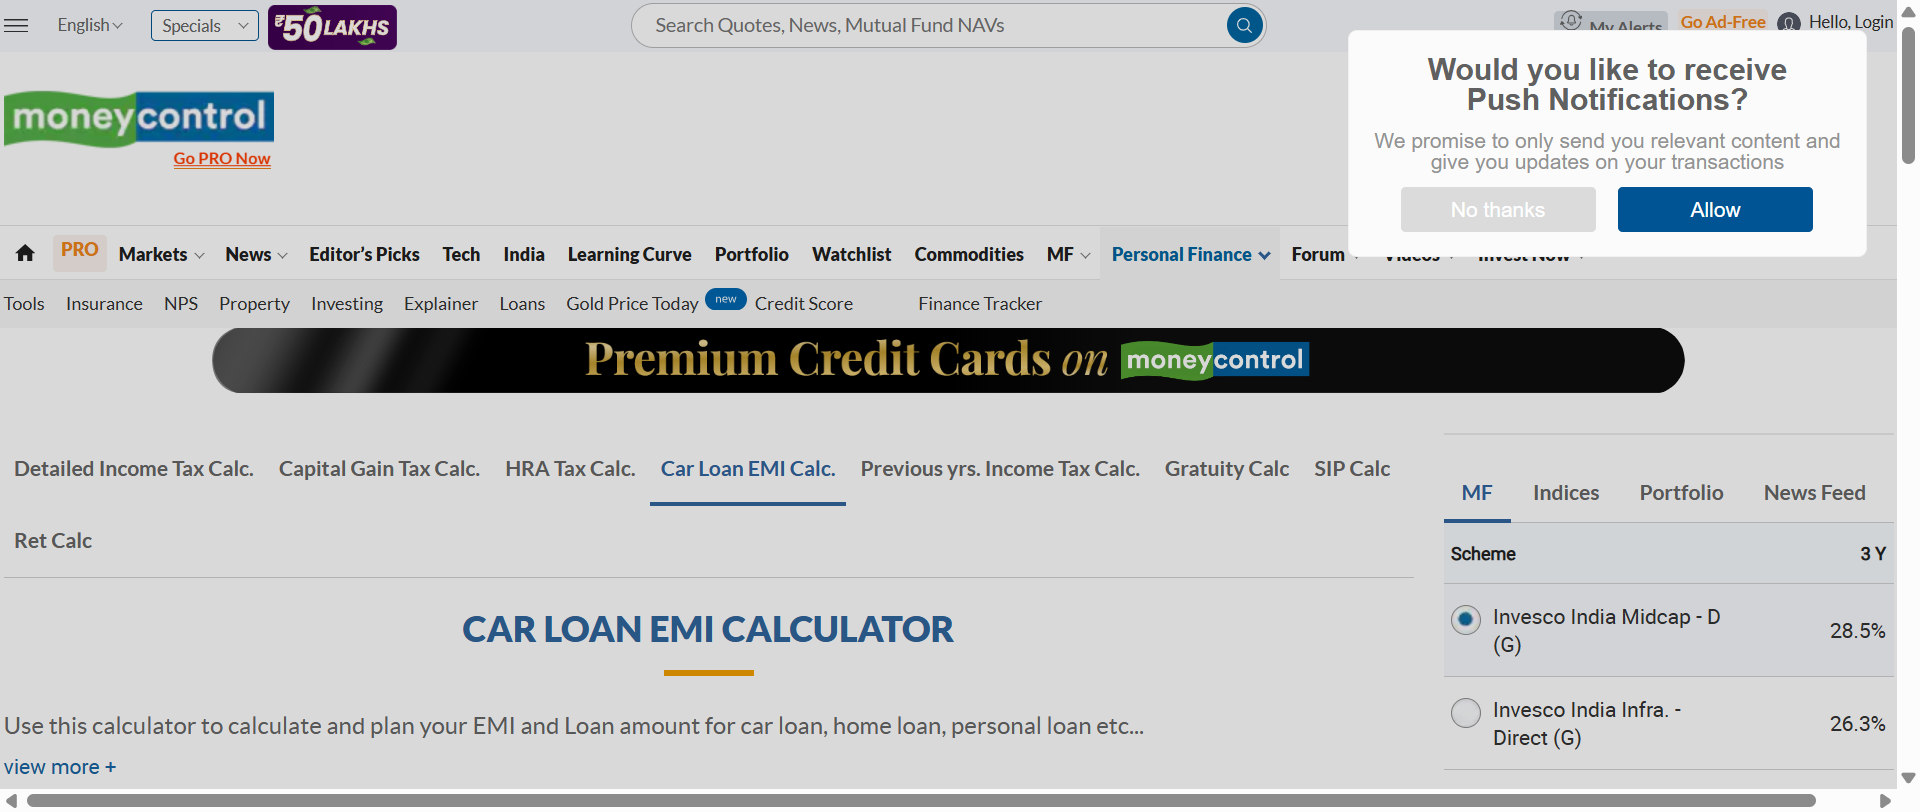 English
Specials
₹50 LAKHS
Search Quotes, News, Mutual Fund NAVs
My Alerts
Go Ad-Free
Hello, Login
Would you like to receive
Push Notifications?
We promise to only send you relevant content and
give you updates on your transactions
No thanks
Allow
moneycontrol
Go PRO Now
PRO
Markets
News
Editor's Picks
Tech
India
Learning Curve
Portfolio
Watchlist
Commodities
MF
Personal Finance
Forum
Videos
Invest Now
Tools
Insurance
NPS
Property
Investing
Explainer
Loans
Gold Price Today
new
Credit Score
Finance Tracker
Premium Credit Cards on moneycontrol
Detailed Income Tax Calc.
Capital Gain Tax Calc.
HRA Tax Calc.
Car Loan EMI Calc.
Previous yrs. Income Tax Calc.
Gratuity Calc
SIP Calc
Ret Calc
CAR LOAN EMI CALCULATOR
Use this calculator to calculate and plan your EMI and Loan amount for car loan, home loan, personal loan etc...
view more +
MF
Indices
Portfolio
News Feed
Scheme
3 Y
Invesco India Midcap - D
(G)
28.5%
Invesco India Infra. -
Direct (G)
26.3%